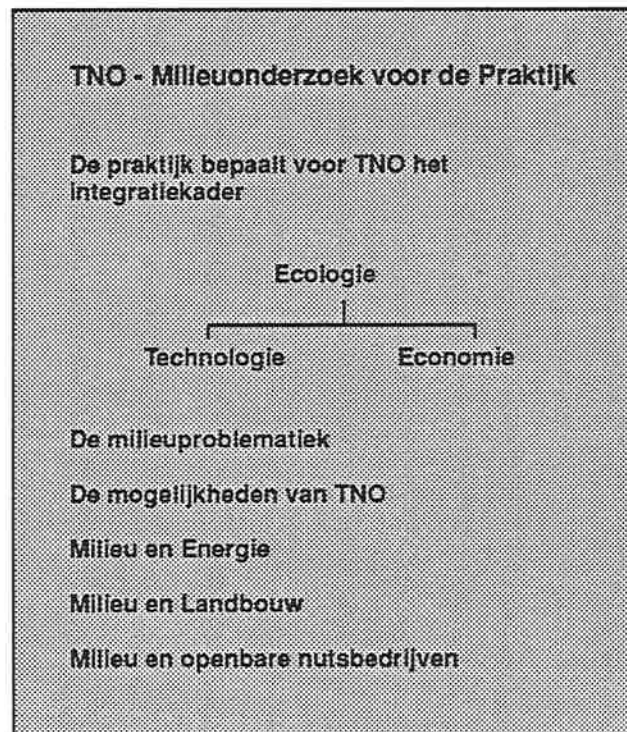 TNO - Milieuonderzoek voor de Praktijk
De praktijk bepaalt voor TNO het
integratiekader
Ecologie
Technologie Economie
De milieuproblematiek
De mogelijkheden van TNO
Milieu en Energie
Milieu en Landbouw
Milieu en openbare nutsbedrijven